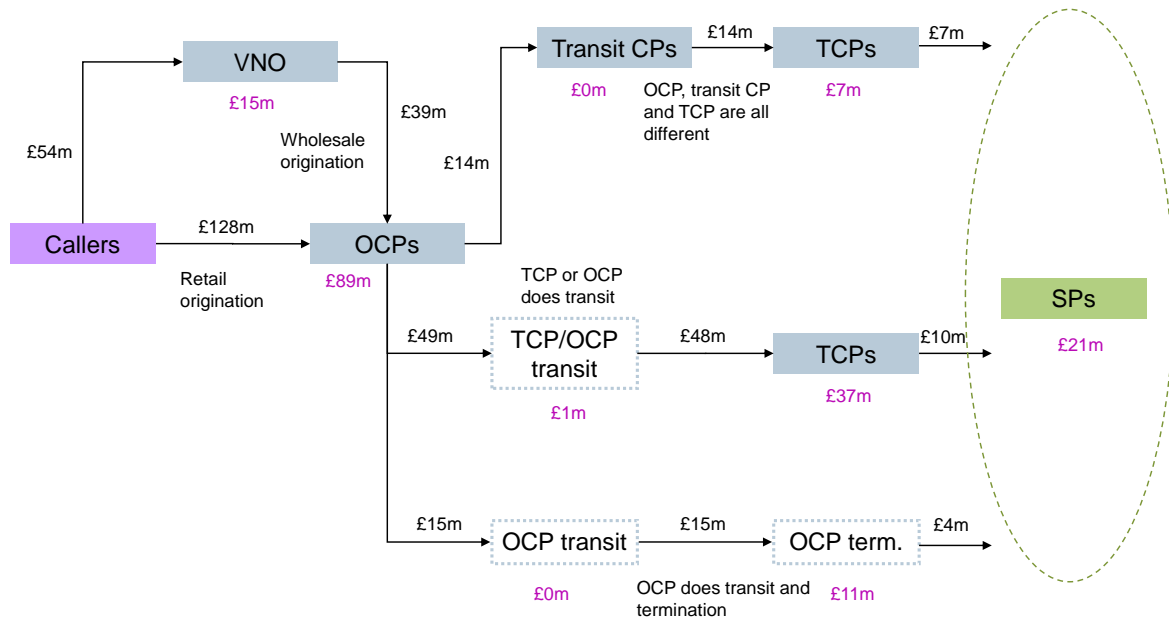 £14m
£7m
Transit CPs
TCPs
VNO
£0m
OCP, transit CP
and TCP are all
different
£7m
£15m
£39m
Wholesale
origination
£54m
£14m
£128m
Callers
OCPs
Retail
origination
£89m
TCP or OCP
does transit
SPs
£49m
TCP/OCP
transit
£48m
TCPs
£10m
£21m
£1m
£37m
£15m
£15m
£4m
OCP transit
OCP term.
£0m
OCP does transit and
termination
£11m